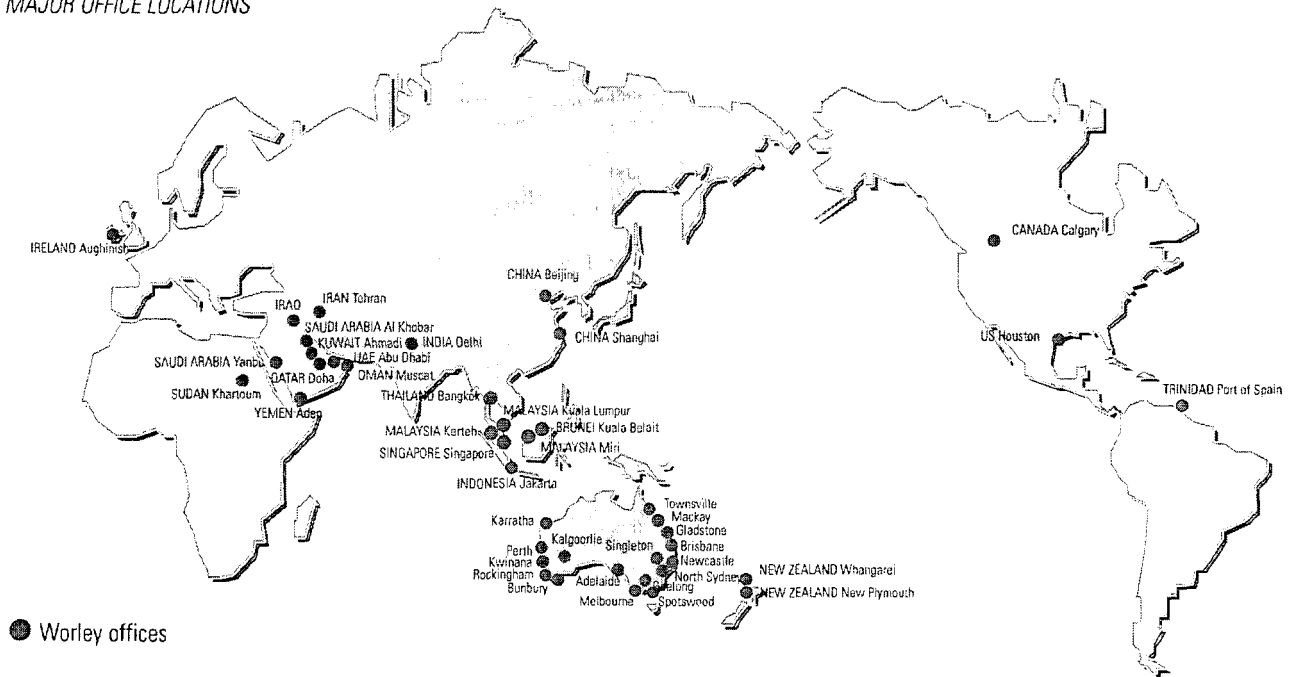 MAJOR OFFICE LOCATIONS
IRELAND Aughinish
CANADA Calgary
CHINA Beijing
IRAN Tehran
IRAQ
SAUDI ARABIA Al Khobar
KUWAIT Ahmadi
INDIA Delhi
CHINA Shanghai
US Houston
SAUDI ARABIA Yanbu
UAE Abu Dhabi
QATAR Doha
OMAN Muscat
SUDAN Khartoum
THAILAND Bangkok
TRINIDAD Port of Spain
YEMEN Aden
MALAYSIA Kuala Lumpur
MALAYSIA Kerteh
BRUNEI Kuala Belait
SINGAPORE Singapore
MALAYSIA Miri
INDONESIA Jakarta
Townsville
Karratha
Mackay
Gladstone
Kalgoorlie
Singleton
Brisbane
Perth
Newcastle
Kwinana
North Sydney
Rockingham
Adelaide
Geelong
Bunbury
Melbourne
Spotswood
NEW ZEALAND Whangarei
NEW ZEALAND New Plymouth
Worley offices